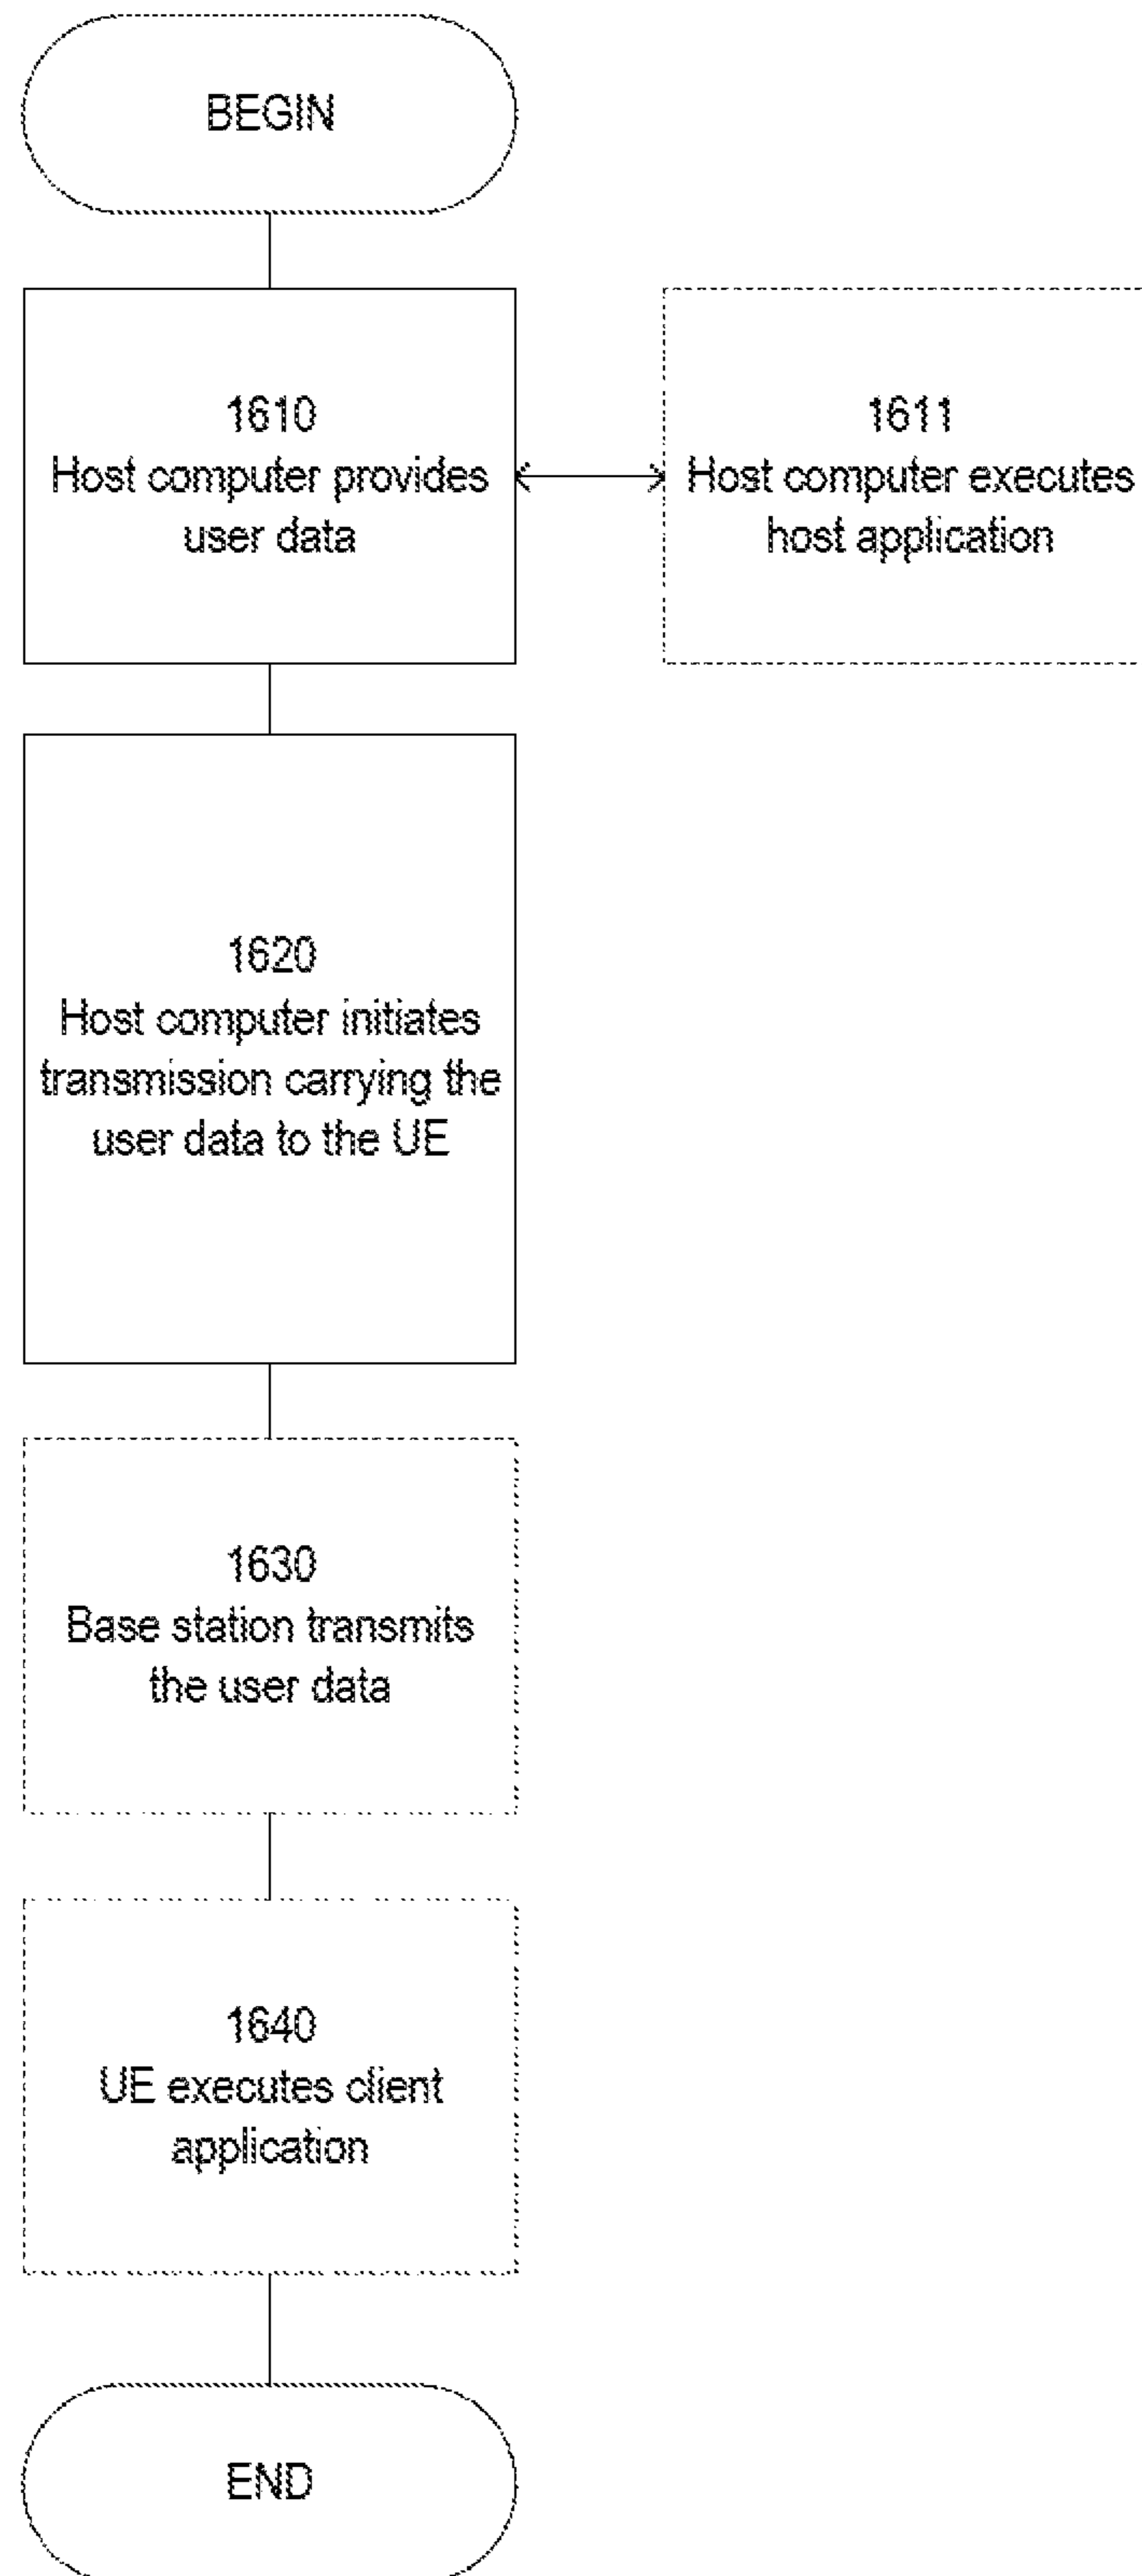 BEGIN
1610
Host computer provides
user data
1611
Host computer executes
host application
1620
Host computer initiates
transmission carrying the
user data to the UE
1630
Base station transmits
the user data
1640
UE executes client
application
END